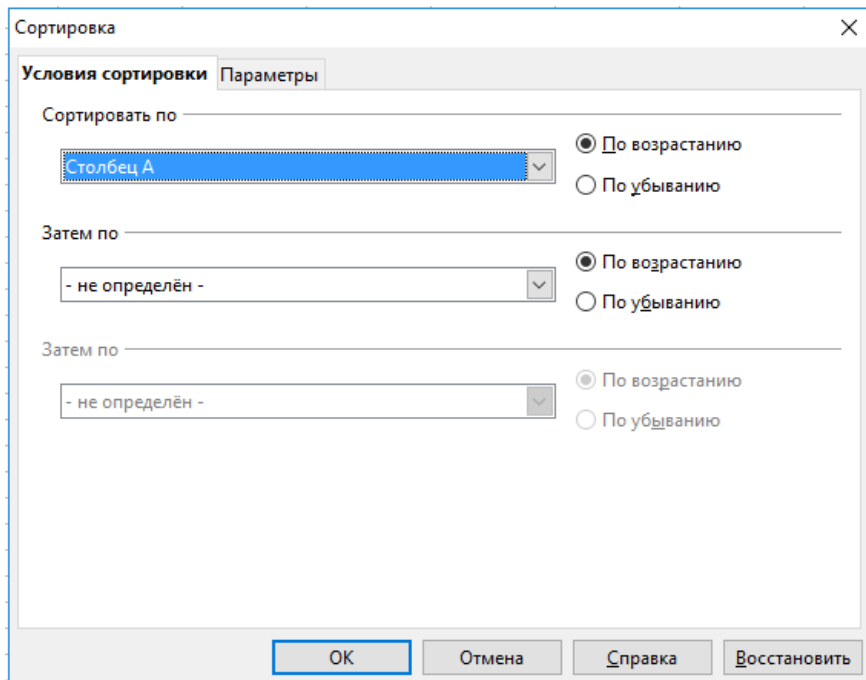 Сортировка
Условия сортировки Параметры
Сортировать по
Столбец A
По возрастанию
По убыванию
Затем по
- не определён -
По возрастанию
По убыванию
Затем по
- не определён -
По возрастанию
По убыванию
ОК Отмена Справка Восстановить